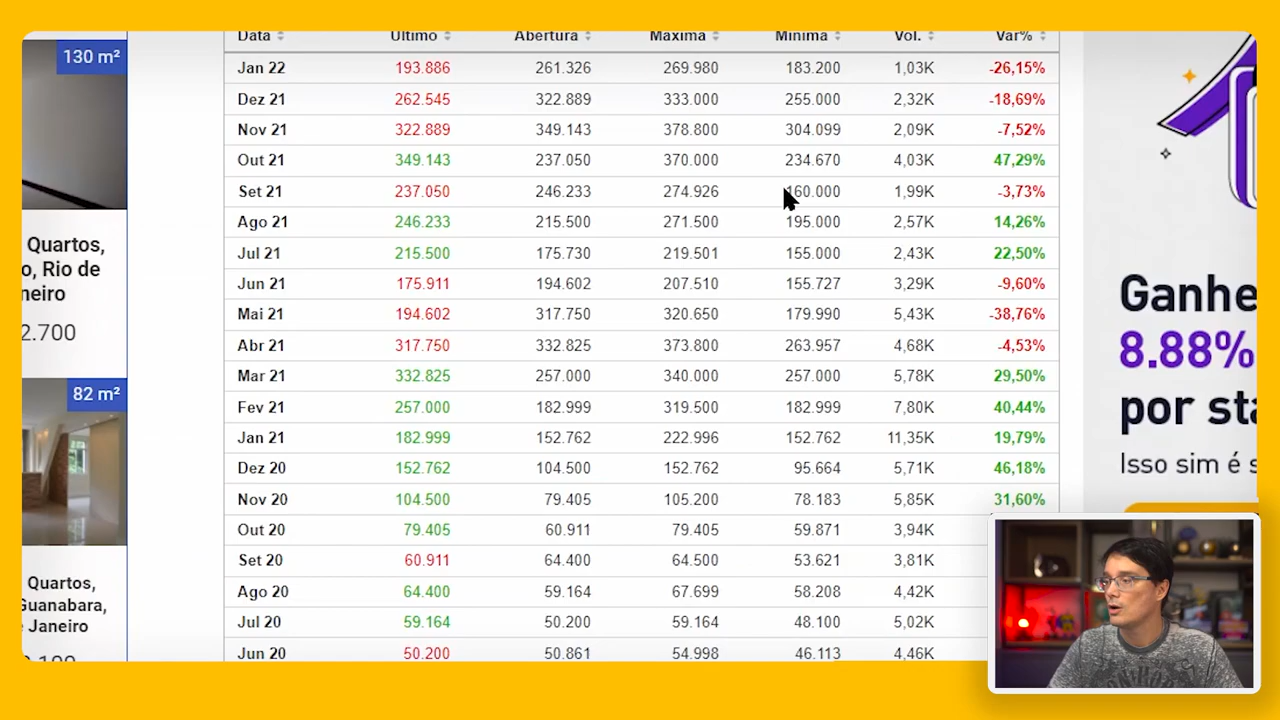 Data Último Abertura Máxima Mínima Vol. Var%
Jan 22 193.886 261.326 269.980 183.200 1,03K -26,15%
Dez 21 262.545 322.889 333.000 255.000 2,32K -18,69%
Nov 21 322.889 349.143 378.800 304.099 2,09K -7,52%
Out 21 349.143 237.050 370.000 234.670 4,03K 47,29%
Set 21 237.050 246.233 274.926 160.000 1,99K -3,73%
Ago 21 246.233 215.500 271.500 195.000 2,57K 14,26%
Jul 21 215.500 175.730 219.501 155.000 2,43K 22,50%
Jun 21 175.911 194.602 207.510 155.727 3,29K -9,60%
Mai 21 194.602 317.750 320.650 179.990 5,43K -38,76%
Abr 21 317.750 332.825 373.800 263.957 4,68K -4,53%
Mar 21 332.825 257.000 340.000 257.000 5,78K 29,50%
Fev 21 257.000 182.999 319.500 182.999 7,80K 40,44%
Jan 21 182.999 152.762 222.996 152.762 11,35K 19,79%
Dez 20 152.762 104.500 152.762 95.664 5,71K 46,18%
Nov 20 104.500 79.405 105.200 78.183 5,85K 31,60%
Out 20 79.405 60.911 79.405 59.871 3,94K
Set 20 60.911 64.400 64.500 53.621 3,81K
Ago 20 64.400 59.164 67.699 58.208 4,42K
Jul 20 59.164 50.200 59.164 48.100 5,02K
Jun 20 50.200 50.861 54.998 46.113 4,46K
130 m²
Quartos,
o, Rio de
neiro
2.700
82 m²
Quartos,
Guanabara,
Janeiro
Ganhe
8.88%
por sta
Isso sim é s